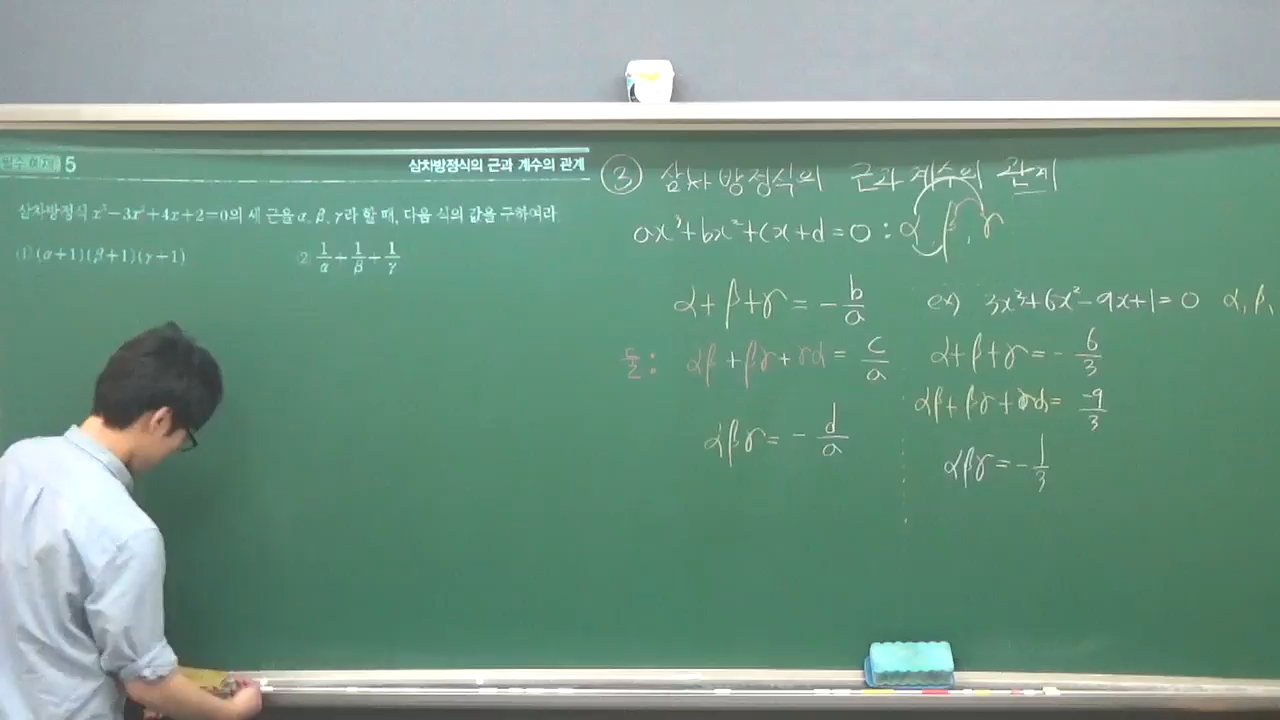 필수 예제 5
삼차방정식의 근과 계수의 관계
삼차방정식 x³−3x²+4x+2=0의 세 근을 α, β, γ라 할 때, 다음 식의 값을 구하여라.
(1) (α+1)(β+1)(γ+1)
(2) 1/α+1/β+1/γ
③ 삼차방정식의 근과 계수의 관계
ax³+bx²+cx+d=0 : α, β, γ
α+β+γ = −b/a
둘: αβ+βγ+γα = c/a
αβγ = −d/a
ex) 3x³+6x²−9x+1=0 α, β,
α+β+γ = −6/3
αβ+βγ+γα = −9/3
αβγ = −1/3